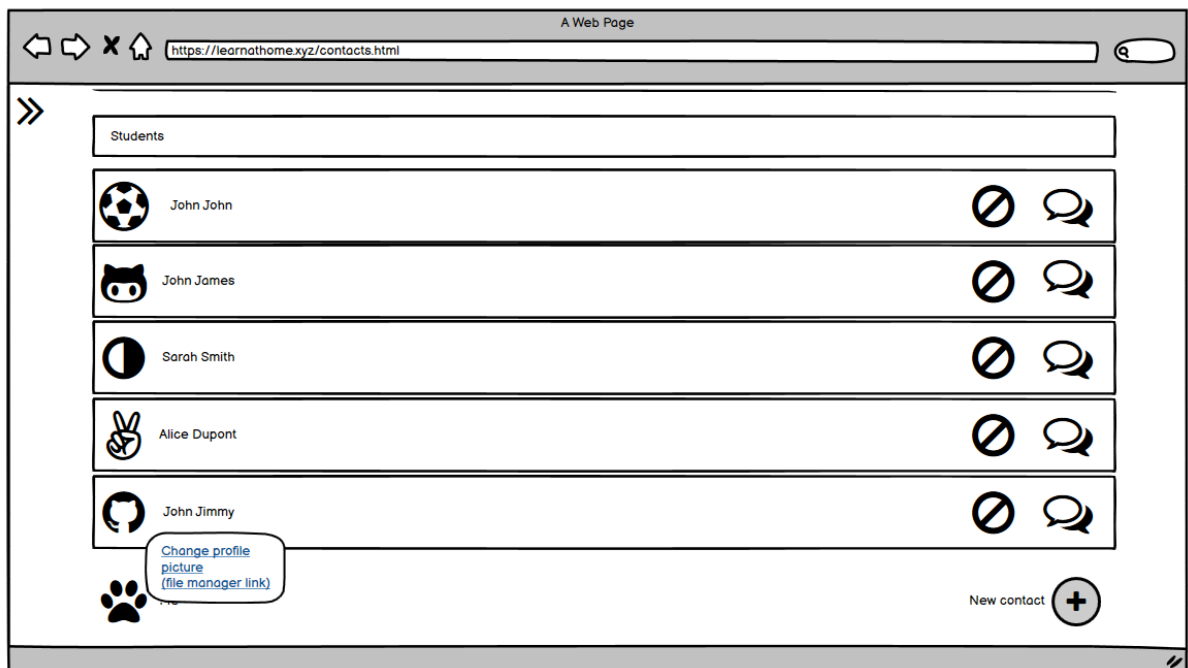 A Web Page
https://learnathome.xyz/contacts.html
Students
John John
John James
Sarah Smith
Alice Dupont
John Jimmy
Change profile
picture
(file manager link)
New contact